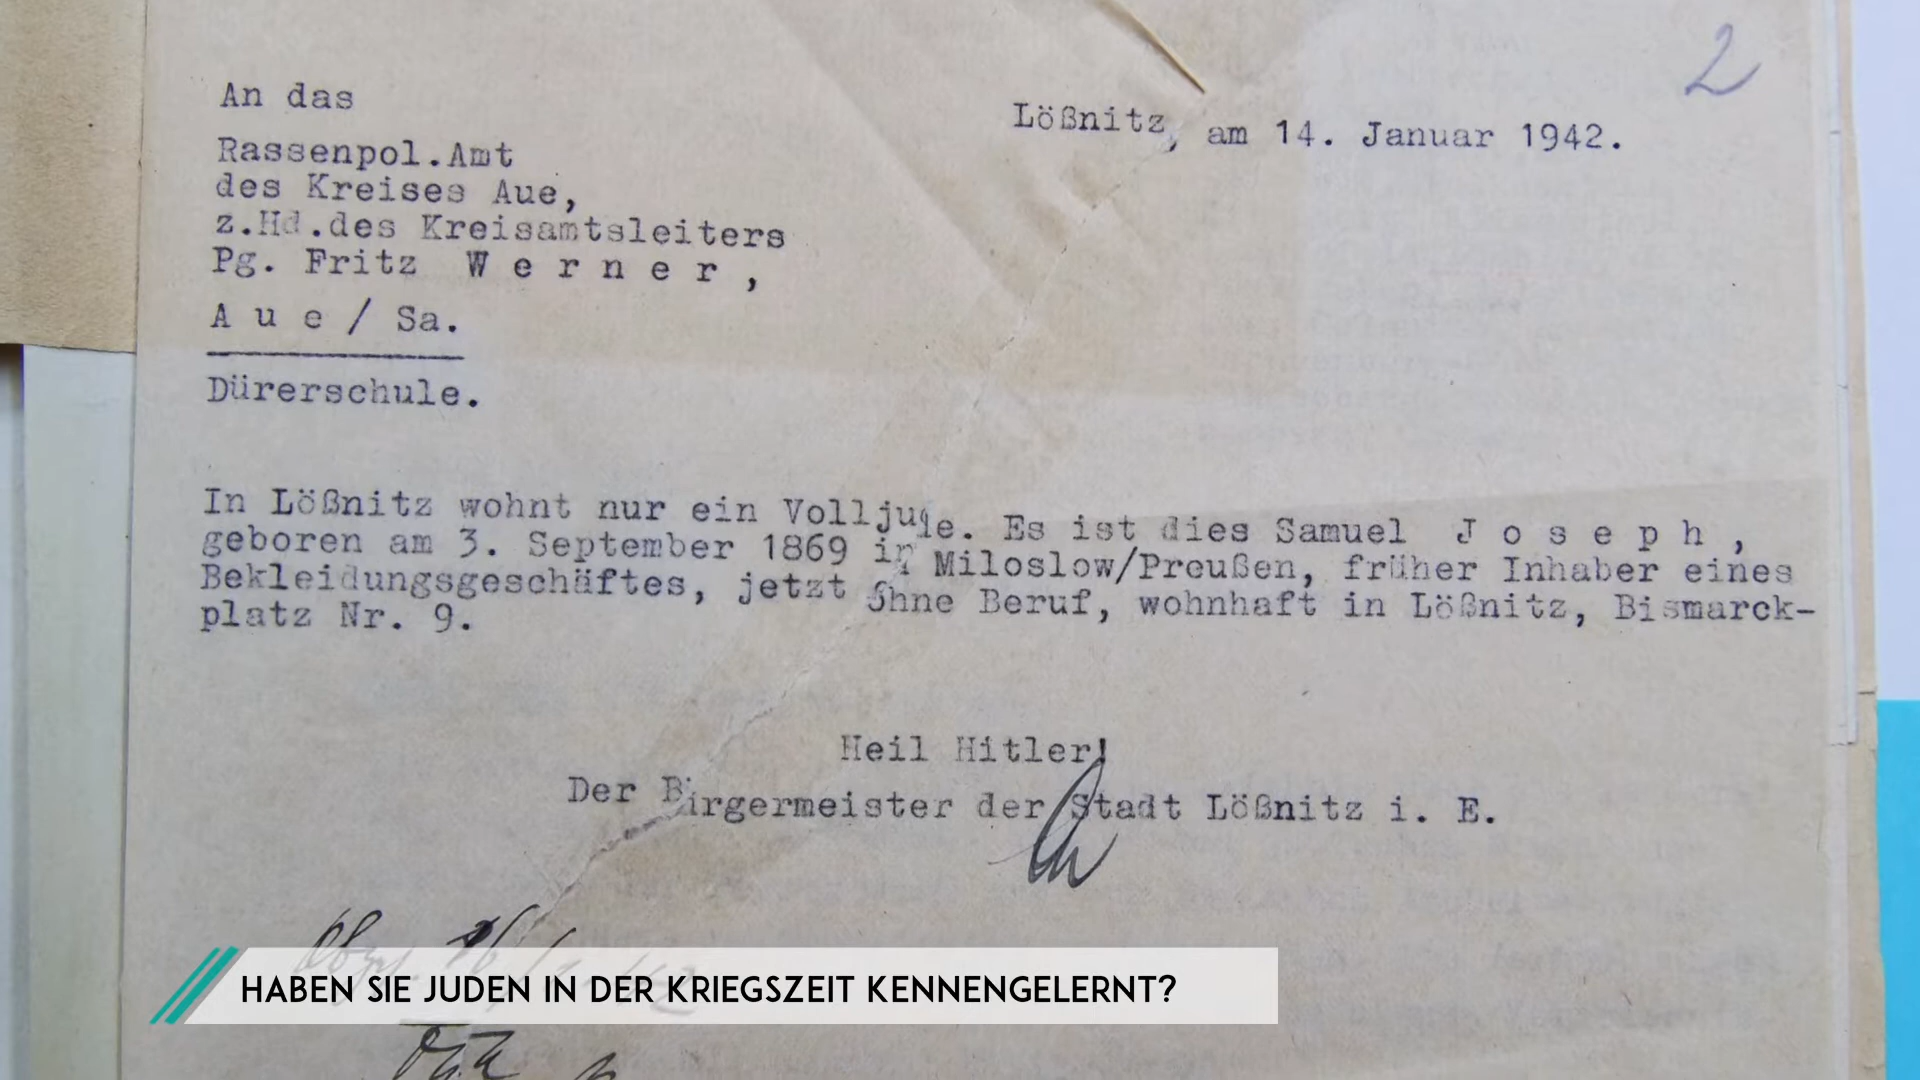 2
An das
Lößnitz, am 14. Januar 1942.
Rassenpol.Amt
des Kreises Aue,
z.Hd.des Kreisamtsleiters
Pg. Fritz W e r n e r ,
A u e / Sa.
Dürerschule.
In Lößnitz wohnt nur ein Volljude. Es ist dies Samuel J o s e p h ,
geboren am 3. September 1869 in Miloslow/Preußen, früher Inhaber eines
Bekleidungsgeschäftes, jetzt ohne Beruf, wohnhaft in Lößnitz, Bismarck-
platz Nr. 9.
Heil Hitler!
Der Bürgermeister der Stadt Lößnitz i. E.
HABEN SIE JUDEN IN DER KRIEGSZEIT KENNENGELERNT?